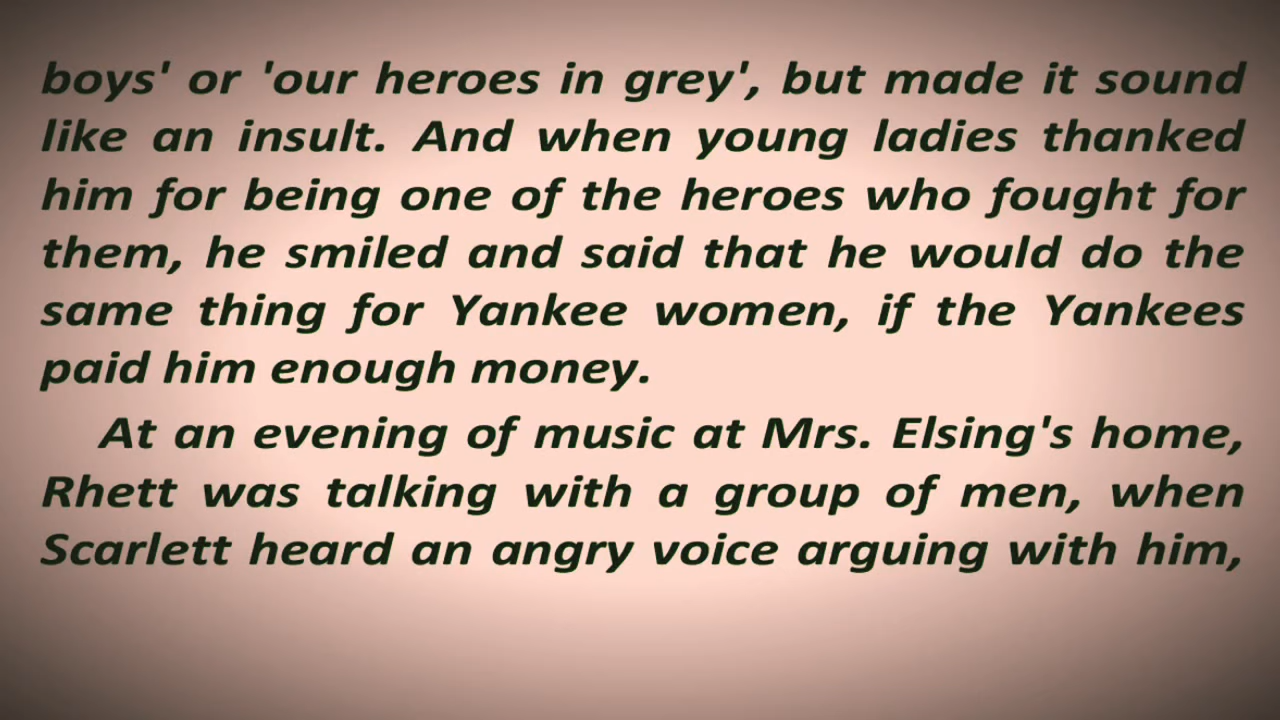 boys' or 'our heroes in grey', but made it sound
like an insult. And when young ladies thanked
him for being one of the heroes who fought for
them, he smiled and said that he would do the
same thing for Yankee women, if the Yankees
paid him enough money.
At an evening of music at Mrs. Elsing's home,
Rhett was talking with a group of men, when
Scarlett heard an angry voice arguing with him,